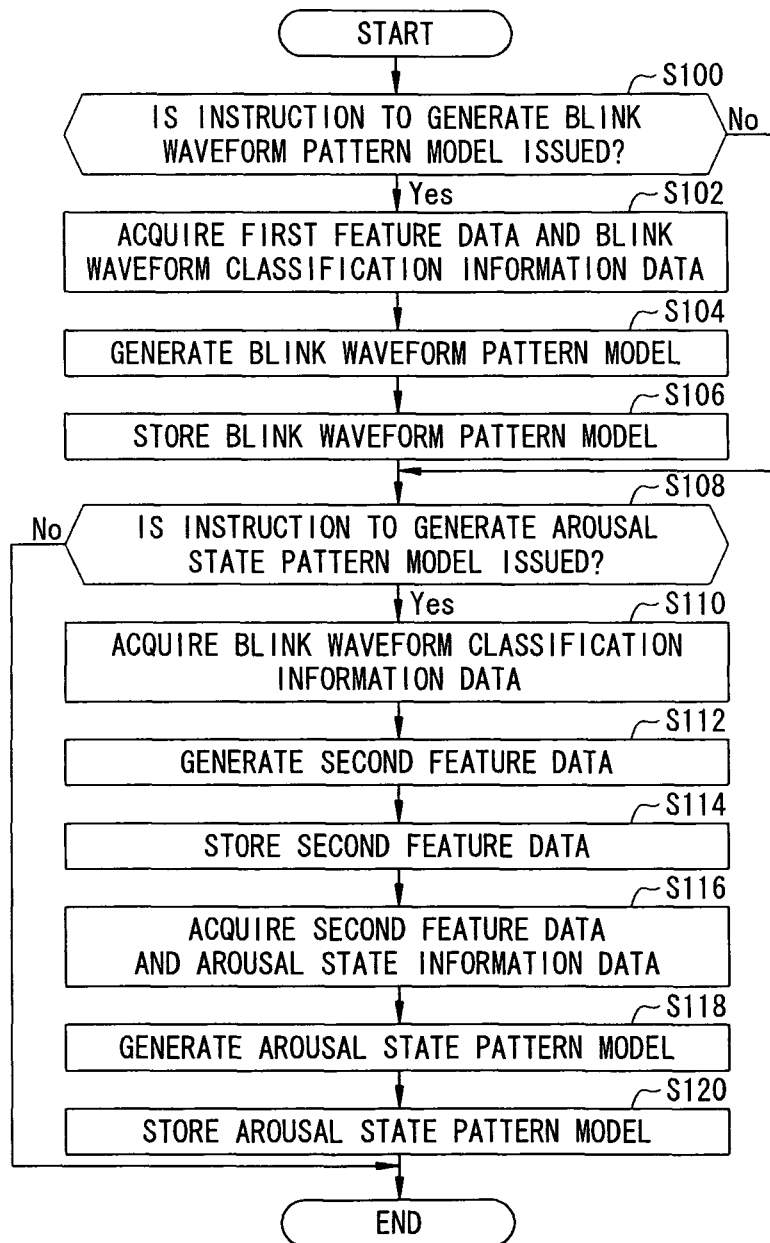 START
S100
IS INSTRUCTION TO GENERATE BLINK
WAVEFORM PATTERN MODEL ISSUED?
No
Yes
S102
ACQUIRE FIRST FEATURE DATA AND BLINK
WAVEFORM CLASSIFICATION INFORMATION DATA
S104
GENERATE BLINK WAVEFORM PATTERN MODEL
S106
STORE BLINK WAVEFORM PATTERN MODEL
S108
No
IS INSTRUCTION TO GENERATE AROUSAL
STATE PATTERN MODEL ISSUED?
Yes
S110
ACQUIRE BLINK WAVEFORM CLASSIFICATION
INFORMATION DATA
S112
GENERATE SECOND FEATURE DATA
S114
STORE SECOND FEATURE DATA
S116
ACQUIRE SECOND FEATURE DATA
AND AROUSAL STATE INFORMATION DATA
S118
GENERATE AROUSAL STATE PATTERN MODEL
S120
STORE AROUSAL STATE PATTERN MODEL
END